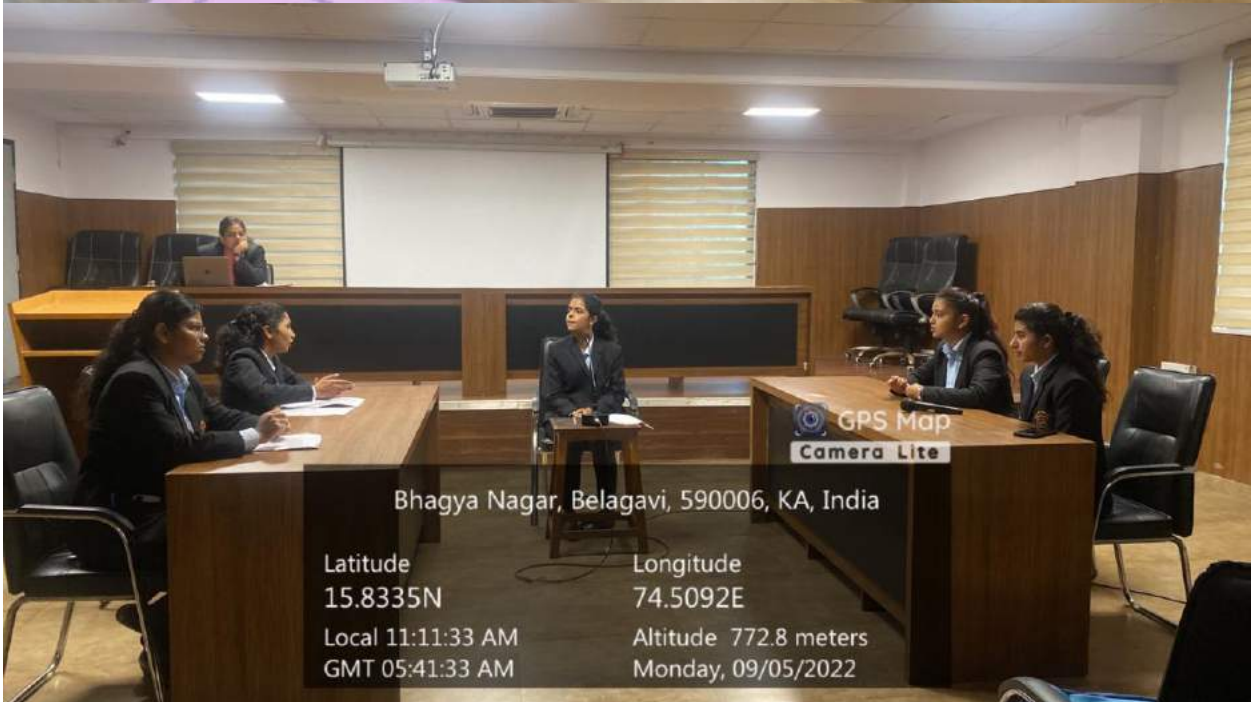 GPS Map
Camera Lite
Bhagya Nagar, Belagavi, 590006, KA, India
Latitude
15.8335N
Longitude
74.5092E
Local 11:11:33 AM
GMT 05:41:33 AM
Altitude 772.8 meters
Monday, 09/05/2022